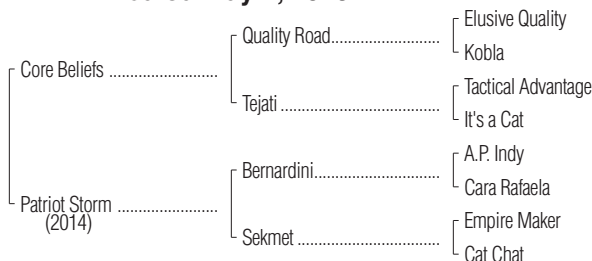 Core Beliefs
Patriot Storm
(2014)
Quality Road
Tejati
Bernardini
Sekmet
Elusive Quality
Kobla
Tactical Advantage
It's a Cat
A.P. Indy
Cara Rafaela
Empire Maker
Cat Chat